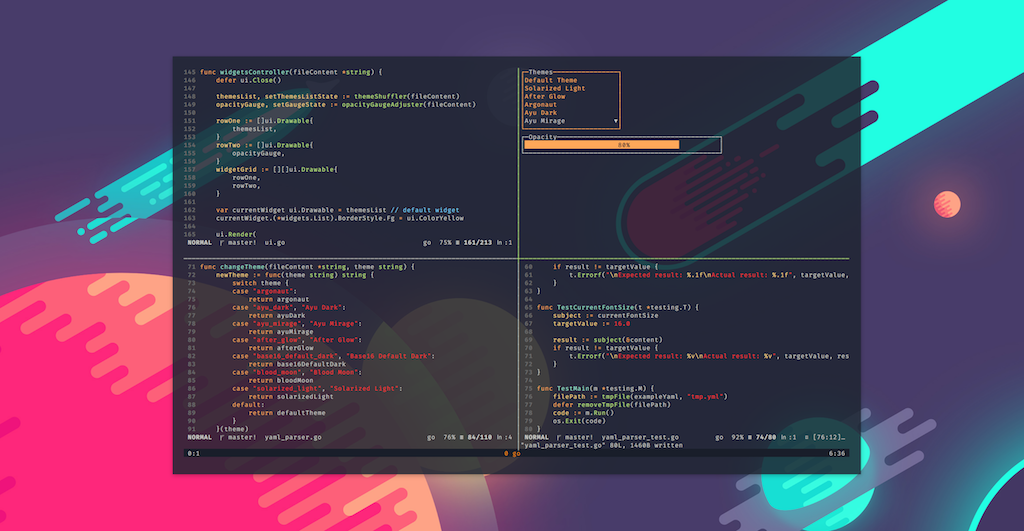 145 func widgetsController(fileContent *string) {
146 defer ui.Close()
147
148 themesList, setThemesListState := themeShuffler(fileContent)
149 opacityGauge, setGaugeState := opacityGaugeAdjuster(fileContent)
150
151 rowOne := []ui.Drawable{
152 themesList,
153 }
154 rowTwo := []ui.Drawable{
155 opacityGauge,
156 }
157 widgetGrid := [][]ui.Drawable{
158 rowOne,
159 rowTwo,
160 }
161
162 var currentWidget ui.Drawable = themesList // default widget
163 currentWidget.(*widgets.List).BorderStyle.Fg = ui.ColorYellow
164
165 ui.Render(
NORMAL master! ui.go go 75% ≡ 161/213 ln :1
Themes
Default Theme
Solarized Light
After Glow
Argonaut
Ayu Dark
Ayu Mirage ▼
Opacity
80%
71 func changeTheme(fileContent *string, theme string) {
72 newTheme := func(theme string) string {
73 switch theme {
74 case "argonaut":
75 return argonaut
76 case "ayu_dark", "Ayu Dark":
77 return ayuDark
78 case "ayu_mirage", "Ayu Mirage":
79 return ayuMirage
80 case "after_glow", "After Glow":
81 return afterGlow
82 case "base16_default_dark", "Base16 Default Dark":
83 return base16DefaultDark
84 case "blood_moon", "Blood Moon":
85 return bloodMoon
86 case "solarized_light", "Solarized Light":
87 return solarizedLight
88 default:
89 return defaultTheme
90 }
91 }(theme)
NORMAL master! yaml_parser.go go 76% ≡ 84/110 ln :4
60 if result != targetValue {
61 t.Errorf("\nExpected result: %.1f\nActual result: %.1f", targetValue,
62 }
63 }
64
65 func TestCurrentFontSize(t *testing.T) {
66 subject := currentFontSize
67 targetValue := 16.0
68
69 result := subject(&content)
70 if result != targetValue {
71 t.Errorf("\nExpected result: %v\nActual result: %v", targetValue, res
72 }
73 }
74
75 func TestMain(m *testing.M) {
76 filePath := tmpFile(exampleYaml, "tmp.yml")
77 defer removeTmpFile(filePath)
78 code := m.Run()
79 os.Exit(code)
80 }
NORMAL master! yaml_parser_test.go go 92% ≡ 74/80 ln :1 ≡ [76:12]…
"yaml_parser_test.go" 80L, 1460B written
0:1 0 go 6:36